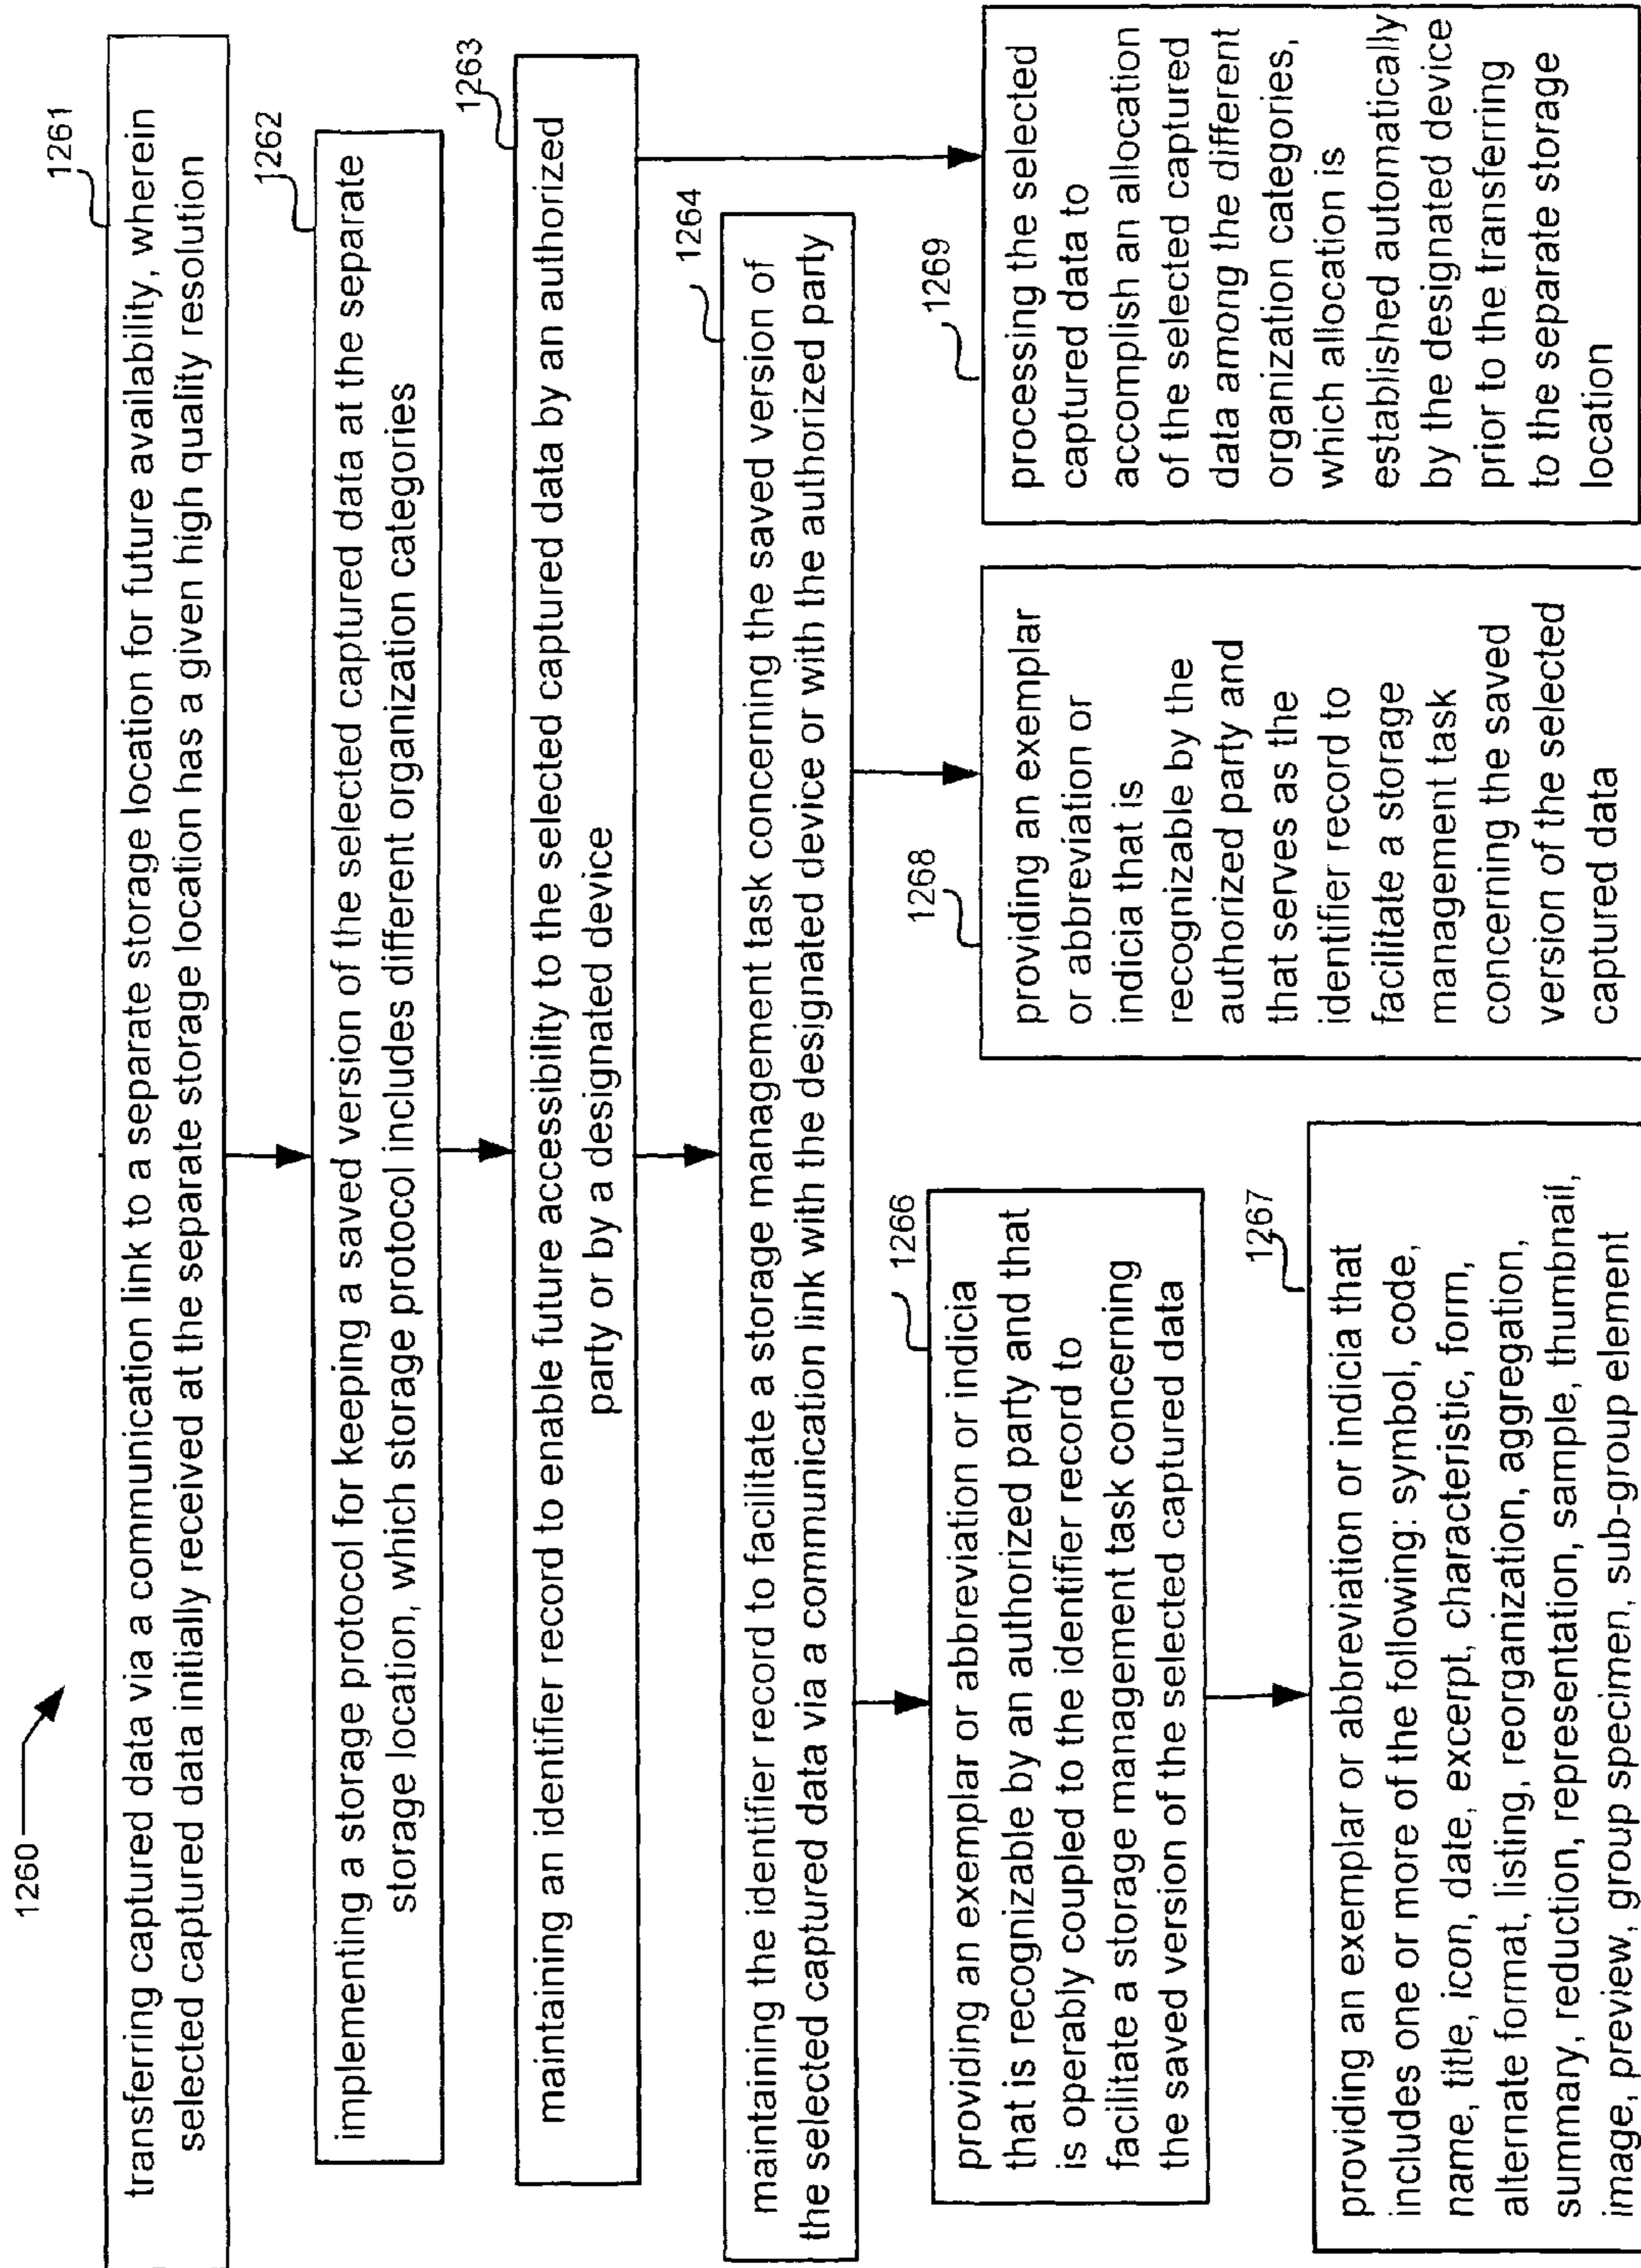 1260
1261
transferring captured data via a communication link to a separate storage location for future availability, wherein
selected captured data initially received at the separate storage location has a given high quality resolution
1262
implementing a storage protocol for keeping a saved version of the selected captured data at the separate
storage location, which storage protocol includes different organization categories
1263
maintaining an identifier record to enable future accessibility to the selected captured data by an authorized
party or by a designated device
1264
maintaining the identifier record to facilitate a storage management task concerning the saved version of
the selected captured data via a communication link with the designated device or with the authorized party
1266
providing an exemplar or abbreviation or indicia
that is recognizable by an authorized party and that
is operably coupled to the identifier record to
facilitate a storage management task concerning
the saved version of the selected captured data
1267
providing an exemplar or abbreviation or indicia that
includes one or more of the following: symbol, code,
name, title, icon, date, excerpt, characteristic, form,
alternate format, listing, reorganization, aggregation,
summary, reduction, representation, sample, thumbnail,
image, preview, group specimen, sub-group element
1268
providing an exemplar
or abbreviation or
indicia that is
recognizable by the
authorized party and
that serves as the
identifier record to
facilitate a storage
management task
concerning the saved
version of the selected
captured data
1269
processing the selected
captured data to
accomplish an allocation
of the selected captured
data among the different
organization categories,
which allocation is
established automatically
by the designated device
prior to the transferring
to the separate storage
location